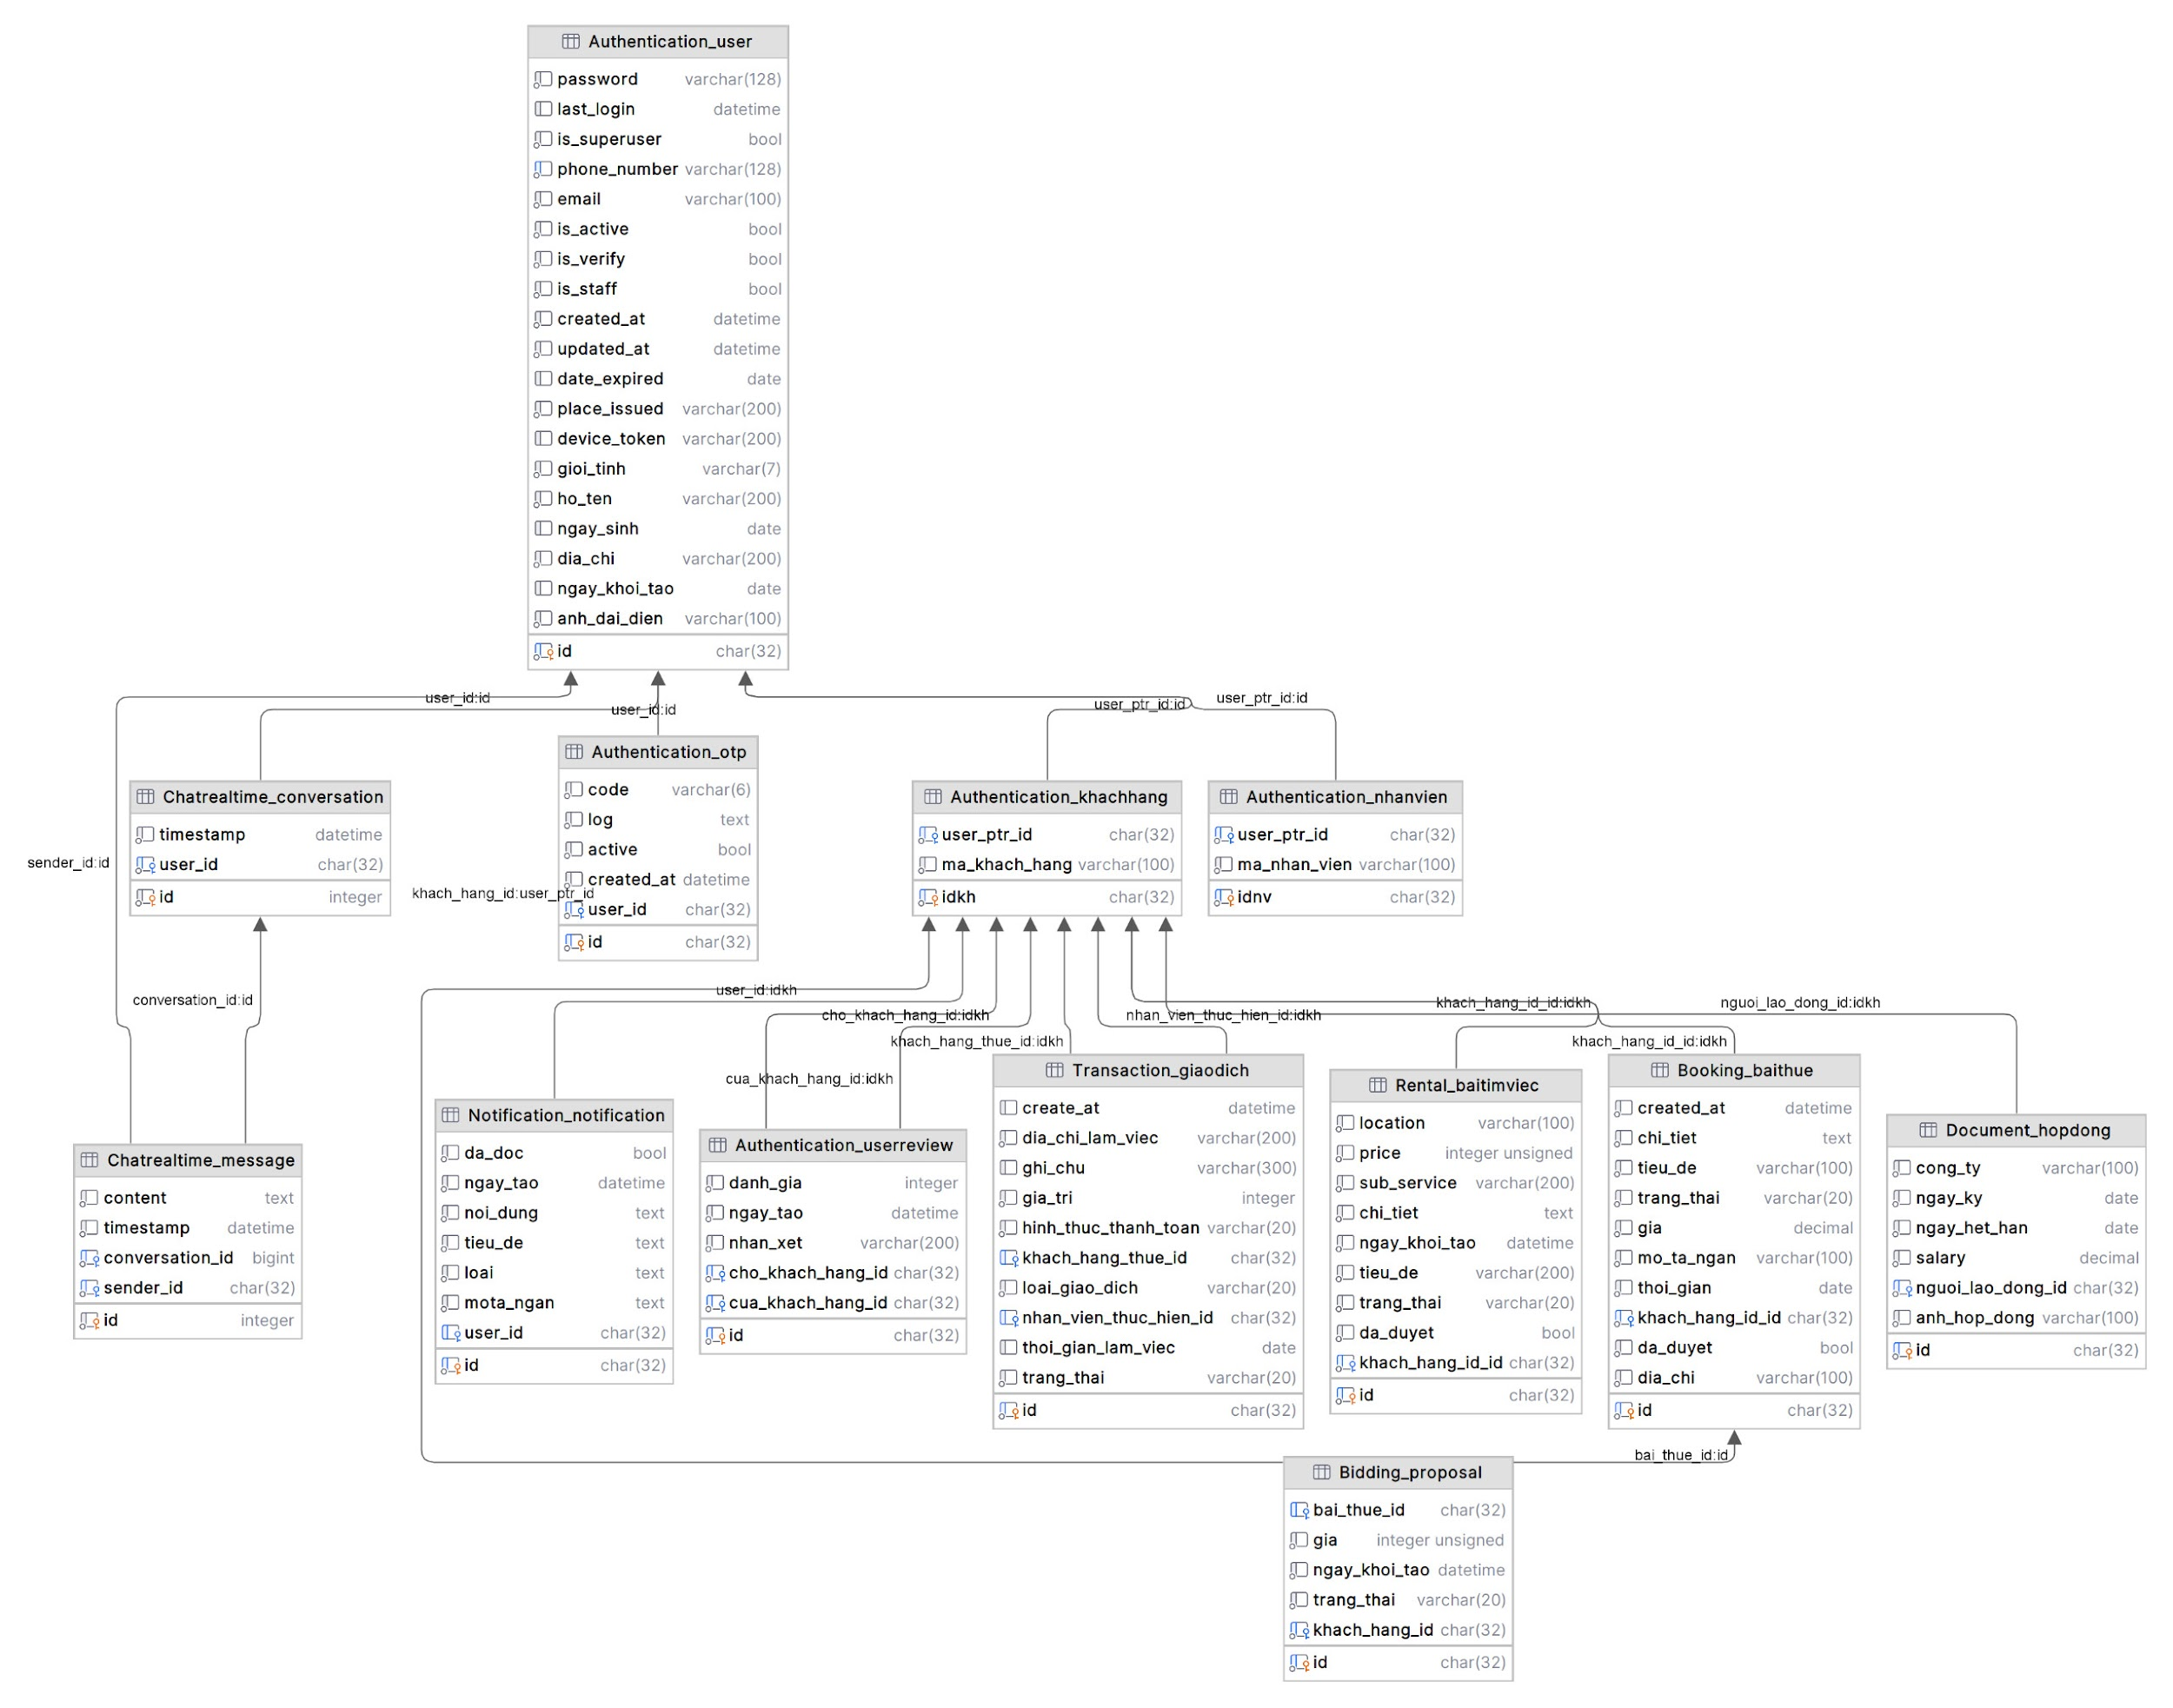 Authentication_user
password varchar(128)
last_login datetime
is_superuser bool
phone_number varchar(128)
email varchar(100)
is_active bool
is_verify bool
is_staff bool
created_at datetime
updated_at datetime
date_expired date
place_issued varchar(200)
device_token varchar(200)
gioi_tinh varchar(7)
ho_ten varchar(200)
ngay_sinh date
dia_chi varchar(200)
ngay_khoi_tao date
anh_dai_dien varchar(100)
id char(32)
user_id:id
user_id:id
user_ptr_id:id
user_ptr_id:id
sender_id:id
Chatrealtime_conversation
timestamp datetime
user_id char(32)
id integer
khach_hang_id:user_ptr_id
Authentication_otp
code varchar(6)
log text
active bool
created_at datetime
user_id char(32)
id char(32)
Authentication_khachhang
user_ptr_id char(32)
ma_khach_hang varchar(100)
idkh char(32)
Authentication_nhanvien
user_ptr_id char(32)
ma_nhan_vien varchar(100)
idnv char(32)
conversation_id:id
user_id:idkh
cho_khach_hang_id:idkh
nhan_vien_thuc_hien_id:idkh
khach_hang_id_id:idkh
nguoi_lao_dong_id:idkh
khach_hang_thue_id:idkh
khach_hang_id_id:idkh
cua_khach_hang_id:idkh
Chatrealtime_message
content text
timestamp datetime
conversation_id bigint
sender_id char(32)
id integer
Notification_notification
da_doc bool
ngay_tao datetime
noi_dung text
tieu_de text
loai text
mota_ngan text
user_id char(32)
id char(32)
Authentication_userreview
danh_gia integer
ngay_tao datetime
nhan_xet varchar(200)
cho_khach_hang_id char(32)
cua_khach_hang_id char(32)
id char(32)
Transaction_giaodich
create_at datetime
dia_chi_lam_viec varchar(200)
ghi_chu varchar(300)
gia_tri integer
hinh_thuc_thanh_toan varchar(20)
khach_hang_thue_id char(32)
loai_giao_dich varchar(20)
nhan_vien_thuc_hien_id char(32)
thoi_gian_lam_viec date
trang_thai varchar(20)
id char(32)
Rental_baitimviec
location varchar(100)
price integer unsigned
sub_service varchar(200)
chi_tiet text
ngay_khoi_tao datetime
tieu_de varchar(200)
trang_thai varchar(20)
da_duyet bool
khach_hang_id_id char(32)
id char(32)
Booking_baithue
created_at datetime
chi_tiet text
tieu_de varchar(100)
trang_thai varchar(20)
gia decimal
mo_ta_ngan varchar(100)
thoi_gian date
khach_hang_id_id char(32)
da_duyet bool
dia_chi varchar(100)
id char(32)
Document_hopdong
cong_ty varchar(100)
ngay_ky date
ngay_het_han date
salary decimal
nguoi_lao_dong_id char(32)
anh_hop_dong varchar(100)
id char(32)
bai_thue_id:id
Bidding_proposal
bai_thue_id char(32)
gia integer unsigned
ngay_khoi_tao datetime
trang_thai varchar(20)
khach_hang_id char(32)
id char(32)